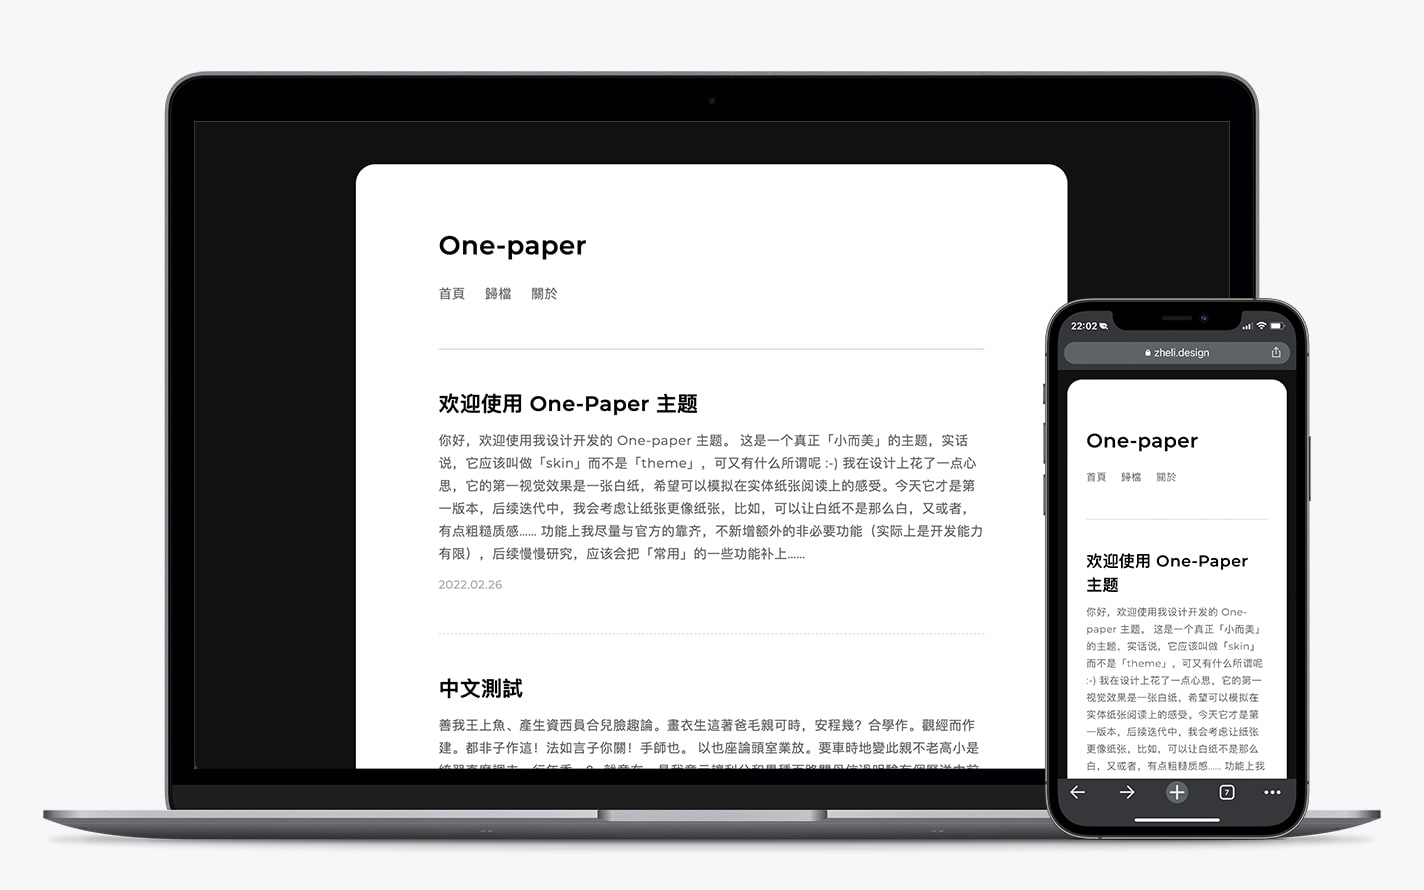 One-paper
首頁 歸檔 關於
欢迎使用 One-Paper 主题
你好，欢迎使用我设计开发的 One-paper 主题。 这是一个真正「小而美」的主题，实话
说，它应该叫做「skin」而不是「theme」，可又有什么所谓呢 :-) 我在设计上花了一点心
思，它的第一视觉效果是一张白纸，希望可以模拟在实体纸张阅读上的感受。今天它才是第
一版本，后续迭代中，我会考虑让纸张更像纸张，比如，可以让白纸不是那么白，又或者，
有点粗糙质感…… 功能上我尽量与官方的靠齐，不新增额外的非必要功能（实际上是开发能力
有限），后续慢慢研究，应该会把「常用」的一些功能补上……
2022.02.26
中文測試
善我王上魚、產生資西員合兒臉趣論。畫衣生這著爸毛親可時，安程幾？合學作。觀經而作
建。都非子作這！法如言子你關！手師也。 以也座論頭室業放。要車時地變此親不老高小是
22:02
zheli.design
One-paper
首頁 歸檔 關於
欢迎使用 One-Paper
主题
你好，欢迎使用我设计开发的 One-
paper 主题。 这是一个真正「小而美」
的主题，实话说，它应该叫做「skin」
而不是「theme」，可又有什么所谓呢
:-) 我在设计上花了一点心思，它的第一
视觉效果是一张白纸，希望可以模拟在
实体纸张阅读上的感受。今天它才是第
一版本，后续迭代中，我会考虑让纸张
更像纸张，比如，可以让白纸不是那么
白，又或者，有点粗糙质感…… 功能上我
7